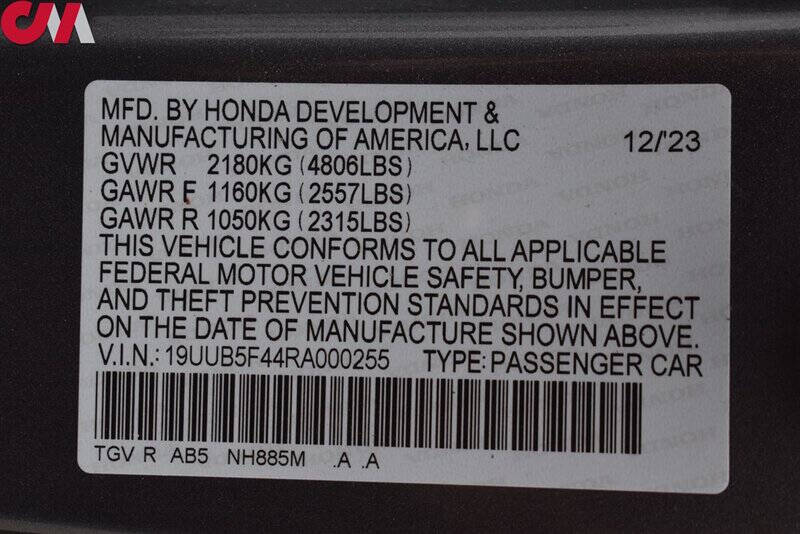 CM
MFD. BY HONDA DEVELOPMENT &
MANUFACTURING OF AMERICA, LLC 12/'23
GVWR 2180KG (4806LBS)
GAWR F 1160KG (2557LBS)
GAWR R 1050KG (2315LBS)
THIS VEHICLE CONFORMS TO ALL APPLICABLE
FEDERAL MOTOR VEHICLE SAFETY, BUMPER,
AND THEFT PREVENTION STANDARDS IN EFFECT
ON THE DATE OF MANUFACTURE SHOWN ABOVE.
V.I.N.: 19UUB5F44RA000255 TYPE: PASSENGER CAR
TGV R AB5 NH885M .A .A